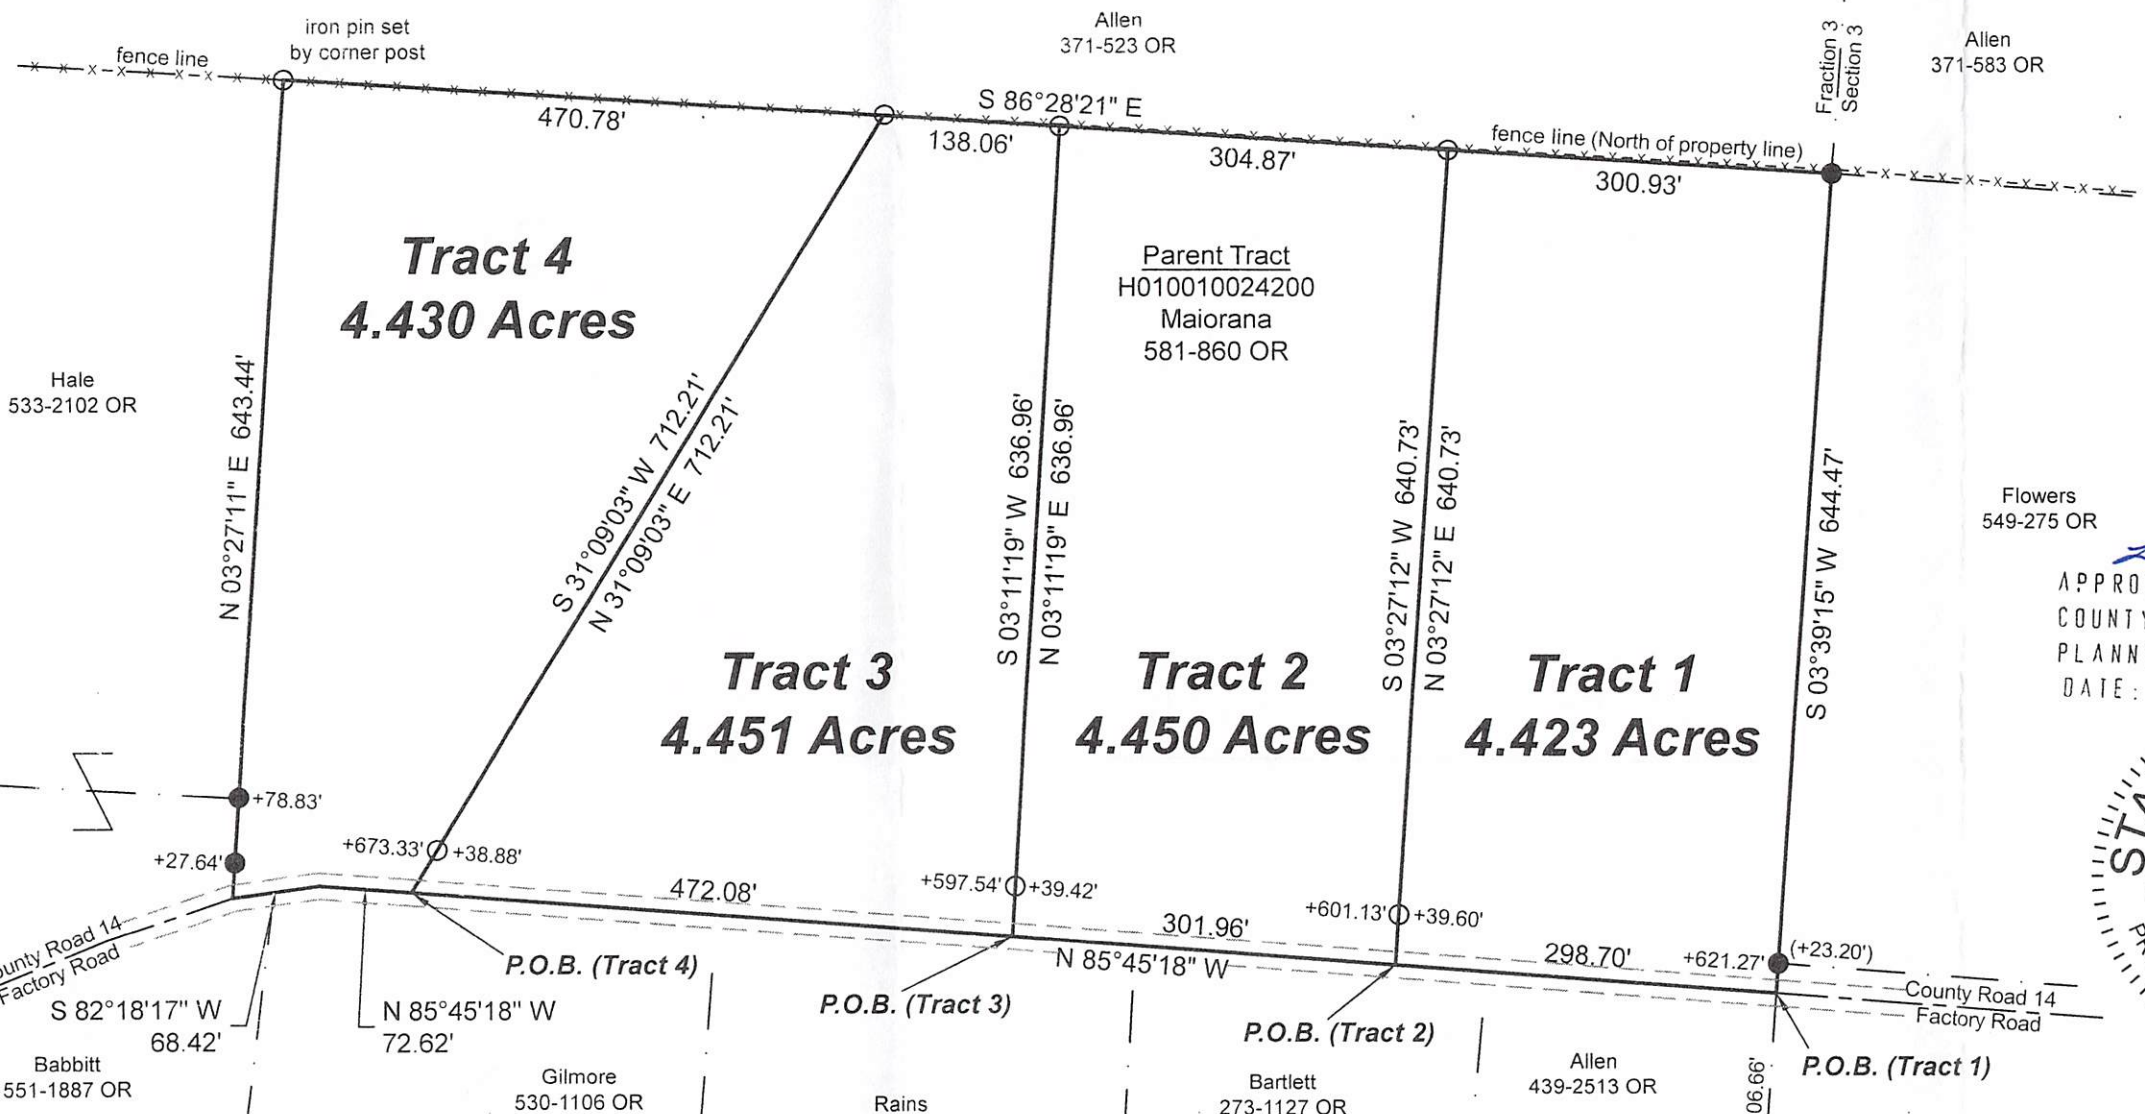 iron pin set
by corner post
fence line
Allen
371-523 OR
Fraction 3
Section 3
Allen
371-583 OR
S 86°28'21" E
470.78'
138.06'
304.87'
fence line (North of property line)
300.93'
Tract 4
4.430 Acres
Parent Tract
H010010024200
Maiorana
581-860 OR
Hale
533-2102 OR
N 03°27'11" E 643.44'
S 31°09'03" W 712.21'
N 31°09'03" E 712.21'
S 03°11'19" W 636.96'
N 03°11'19" E 636.96'
S 03°27'12" W 640.73'
N 03°27'12" E 640.73'
S 03°39'15" W 644.47'
Flowers
549-275 OR
APPRO
COUNTY
PLANN
DATE:
Tract 3
4.451 Acres
Tract 2
4.450 Acres
Tract 1
4.423 Acres
+78.83'
+27.64'
+673.33' +38.88'
472.08'
+597.54' +39.42'
301.96'
+601.13' +39.60'
298.70'
+621.27' (+23.20')
N 85°45'18" W
County Road 14
Factory Road
ounty Road 14
Factory Road
P.O.B. (Tract 4)
P.O.B. (Tract 3)
P.O.B. (Tract 2)
P.O.B. (Tract 1)
S 82°18'17" W
68.42'
N 85°45'18" W
72.62'
Babbitt
551-1887 OR
Gilmore
530-1106 OR
Rains
Bartlett
273-1127 OR
Allen
439-2513 OR
06.66'
STA